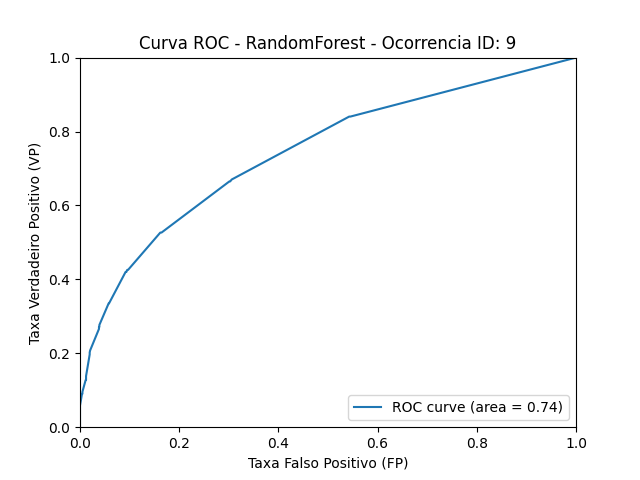 Curva ROC - RandomForest - Ocorrencia ID: 9
1.0
0.8
0.6
0.4
0.2
0.0
Taxa Verdadeiro Positivo (VP)
ROC curve (area = 0.74)
0.0 0.2 0.4 0.6 0.8 1.0
Taxa Falso Positivo (FP)